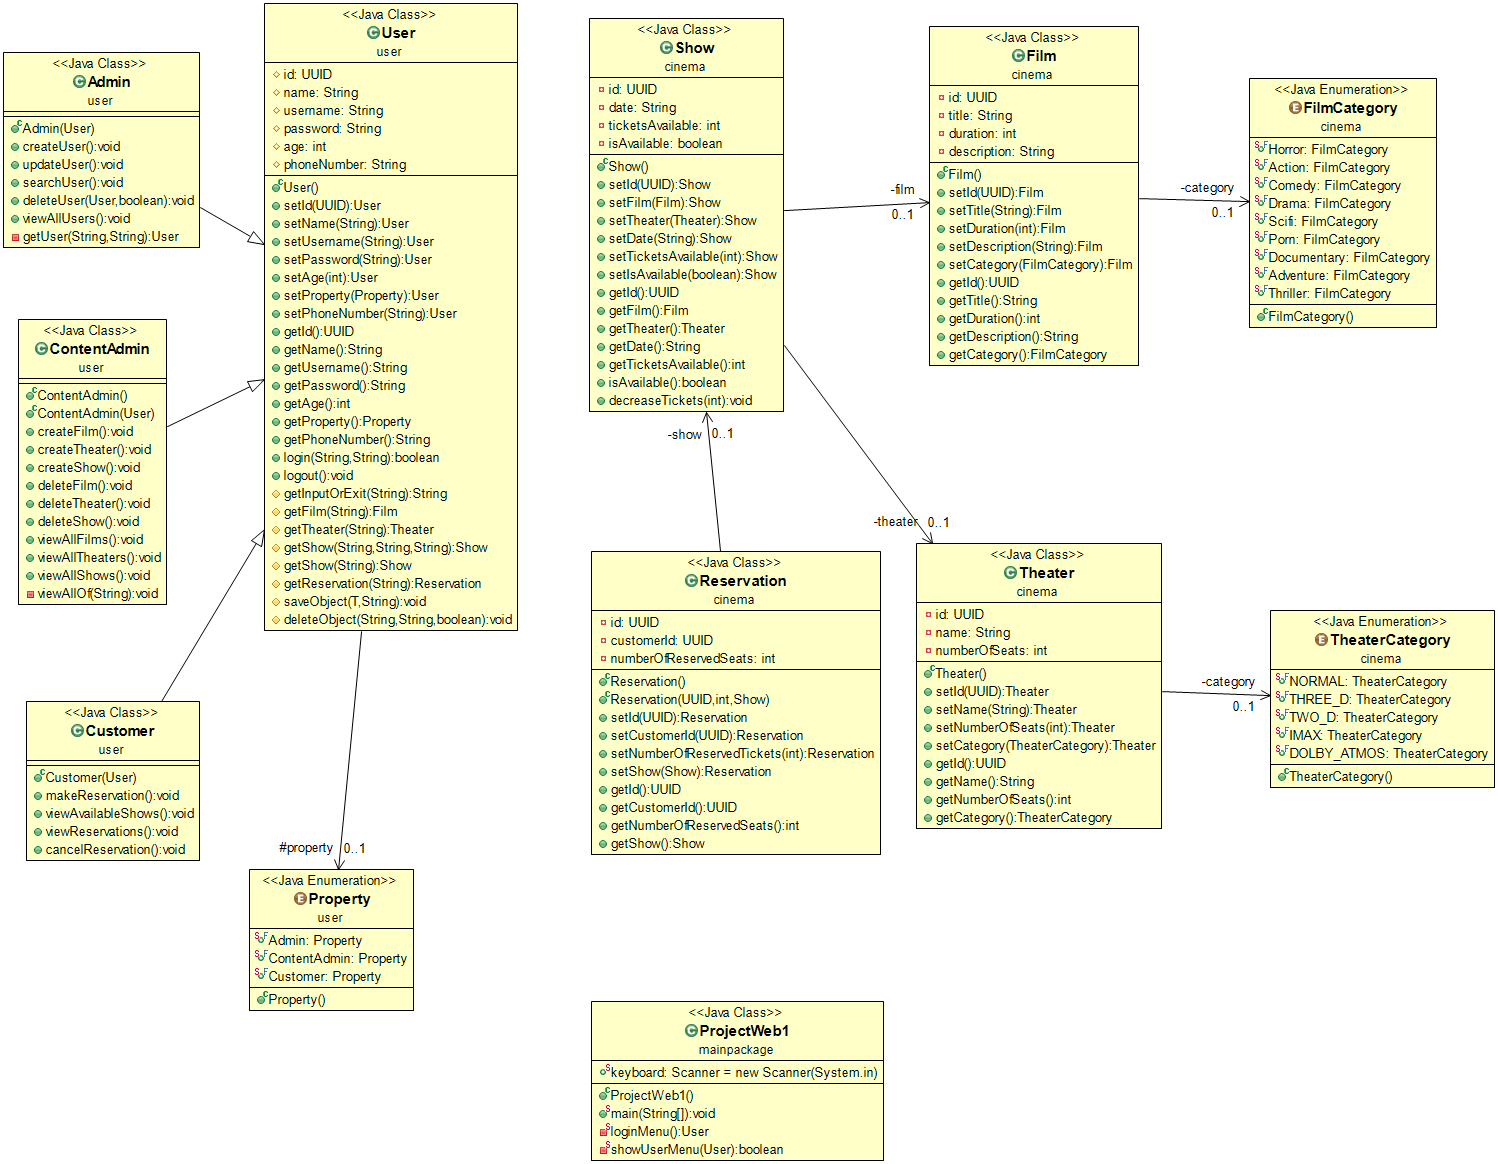 <<Java Class>>
Admin
user
Admin(User)
createUser():void
updateUser():void
searchUser():void
deleteUser(User,boolean):void
viewAllUsers():void
getUser(String,String):User
<<Java Class>>
ContentAdmin
user
ContentAdmin()
ContentAdmin(User)
createFilm():void
createTheater():void
createShow():void
deleteFilm():void
deleteTheater():void
deleteShow():void
viewAllFilms():void
viewAllTheaters():void
viewAllShows():void
viewAllOf(String):void
<<Java Class>>
Customer
user
Customer(User)
makeReservation():void
viewAvailableShows():void
viewReservations():void
cancelReservation():void
<<Java Class>>
User
user
id: UUID
name: String
username: String
password: String
age: int
phoneNumber: String
User()
setId(UUID):User
setName(String):User
setUsername(String):User
setPassword(String):User
setAge(int):User
setProperty(Property):User
setPhoneNumber(String):User
getId():UUID
getName():String
getUsername():String
getPassword():String
getAge():int
getProperty():Property
getPhoneNumber():String
login(String,String):boolean
logout():void
getInputOrExit(String):String
getFilm(String):Film
getTheater(String):Theater
getShow(String,String,String):Show
getShow(String):Show
getReservation(String):Reservation
saveObject(T,String):void
deleteObject(String,String,boolean):void
#property 0..1
<<Java Enumeration>>
Property
user
Admin: Property
ContentAdmin: Property
Customer: Property
Property()
<<Java Class>>
Show
cinema
id: UUID
date: String
ticketsAvailable: int
isAvailable: boolean
Show()
setId(UUID):Show
setFilm(Film):Show
setTheater(Theater):Show
setDate(String):Show
setTicketsAvailable(int):Show
setIsAvailable(boolean):Show
getId():UUID
getFilm():Film
getTheater():Theater
getDate():String
getTicketsAvailable():int
isAvailable():boolean
decreaseTickets(int):void
-film
0..1
<<Java Class>>
Film
cinema
id: UUID
title: String
duration: int
description: String
Film()
setId(UUID):Film
setTitle(String):Film
setDuration(int):Film
setDescription(String):Film
setCategory(FilmCategory):Film
getId():UUID
getTitle():String
getDuration():int
getDescription():String
getCategory():FilmCategory
-category
0..1
<<Java Enumeration>>
FilmCategory
cinema
Horror: FilmCategory
Action: FilmCategory
Comedy: FilmCategory
Drama: FilmCategory
Scifi: FilmCategory
Porn: FilmCategory
Documentary: FilmCategory
Adventure: FilmCategory
Thriller: FilmCategory
FilmCategory()
-show 0..1
-theater 0..1
<<Java Class>>
Reservation
cinema
id: UUID
customerId: UUID
numberOfReservedSeats: int
Reservation()
Reservation(UUID,int,Show)
setId(UUID):Reservation
setCustomerId(UUID):Reservation
setNumberOfReservedTickets(int):Reservation
setShow(Show):Reservation
getId():UUID
getCustomerId():UUID
getNumberOfReservedSeats():int
getShow():Show
<<Java Class>>
Theater
cinema
id: UUID
name: String
numberOfSeats: int
Theater()
setId(UUID):Theater
setName(String):Theater
setNumberOfSeats(int):Theater
setCategory(TheaterCategory):Theater
getId():UUID
getName():String
getNumberOfSeats():int
getCategory():TheaterCategory
-category
0..1
<<Java Enumeration>>
TheaterCategory
cinema
NORMAL: TheaterCategory
THREE_D: TheaterCategory
TWO_D: TheaterCategory
IMAX: TheaterCategory
DOLBY_ATMOS: TheaterCategory
TheaterCategory()
<<Java Class>>
ProjectWeb1
mainpackage
keyboard: Scanner = new Scanner(System.in)
ProjectWeb1()
main(String[]):void
loginMenu():User
showUserMenu(User):boolean